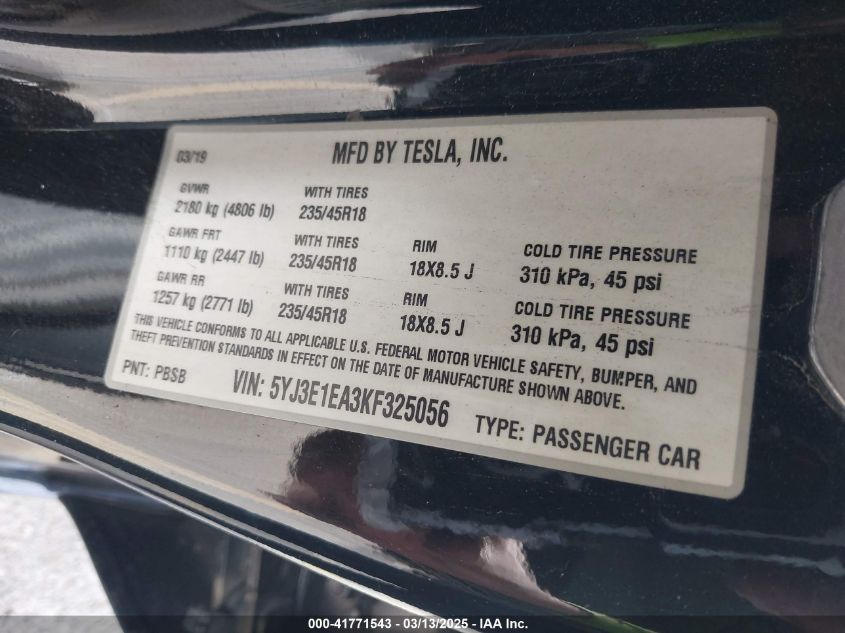 03/19
MFD BY TESLA, INC.
GVWR WITH TIRES
2180 kg (4806 lb) 235/45R18
GAWR FRT WITH TIRES RIM COLD TIRE PRESSURE
1110 kg (2447 lb) 235/45R18 18X8.5 J 310 kPa, 45 psi
GAWR RR WITH TIRES RIM COLD TIRE PRESSURE
1257 kg (2771 lb) 235/45R18 18X8.5 J 310 kPa, 45 psi
THIS VEHICLE CONFORMS TO ALL APPLICABLE U.S. FEDERAL MOTOR VEHICLE SAFETY, BUMPER, AND
THEFT PREVENTION STANDARDS IN EFFECT ON THE DATE OF MANUFACTURE SHOWN ABOVE.
PNT: PBSB VIN: 5YJ3E1EA3KF325056 TYPE: PASSENGER CAR
000-41771543 - 03/13/2025 - IAA Inc.